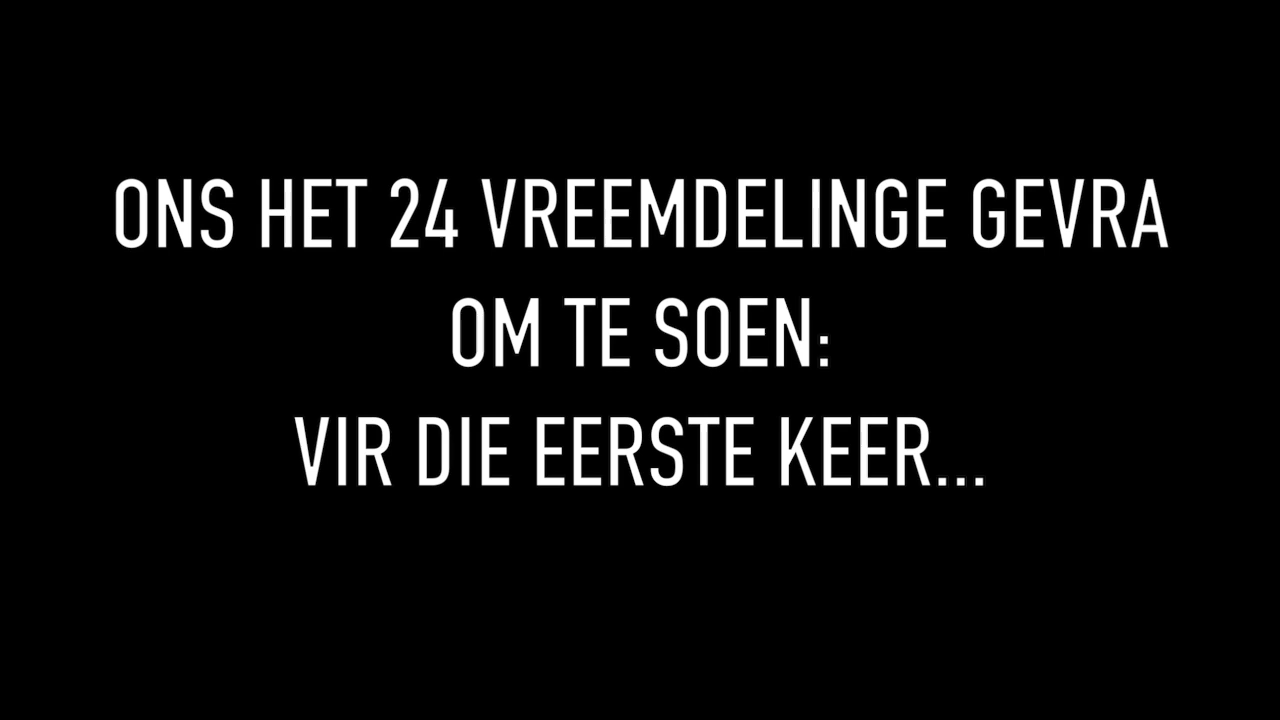 ONS HET 24 VREEMDELINGE GEVRA
OM TE SOEN:
VIR DIE EERSTE KEER...